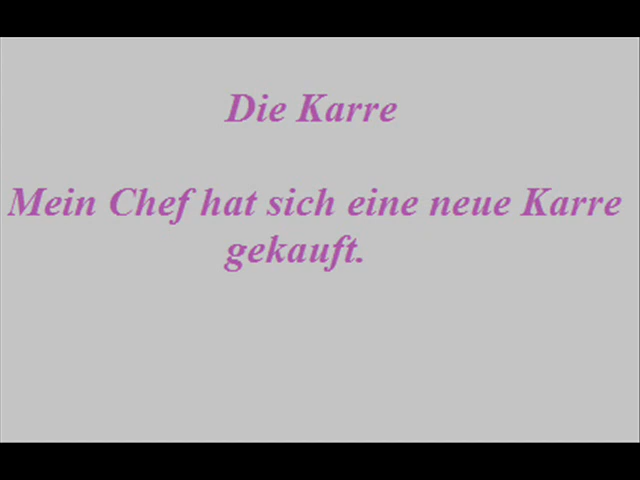 Die Karre
Mein Chef hat sich eine neue Karre
gekauft.